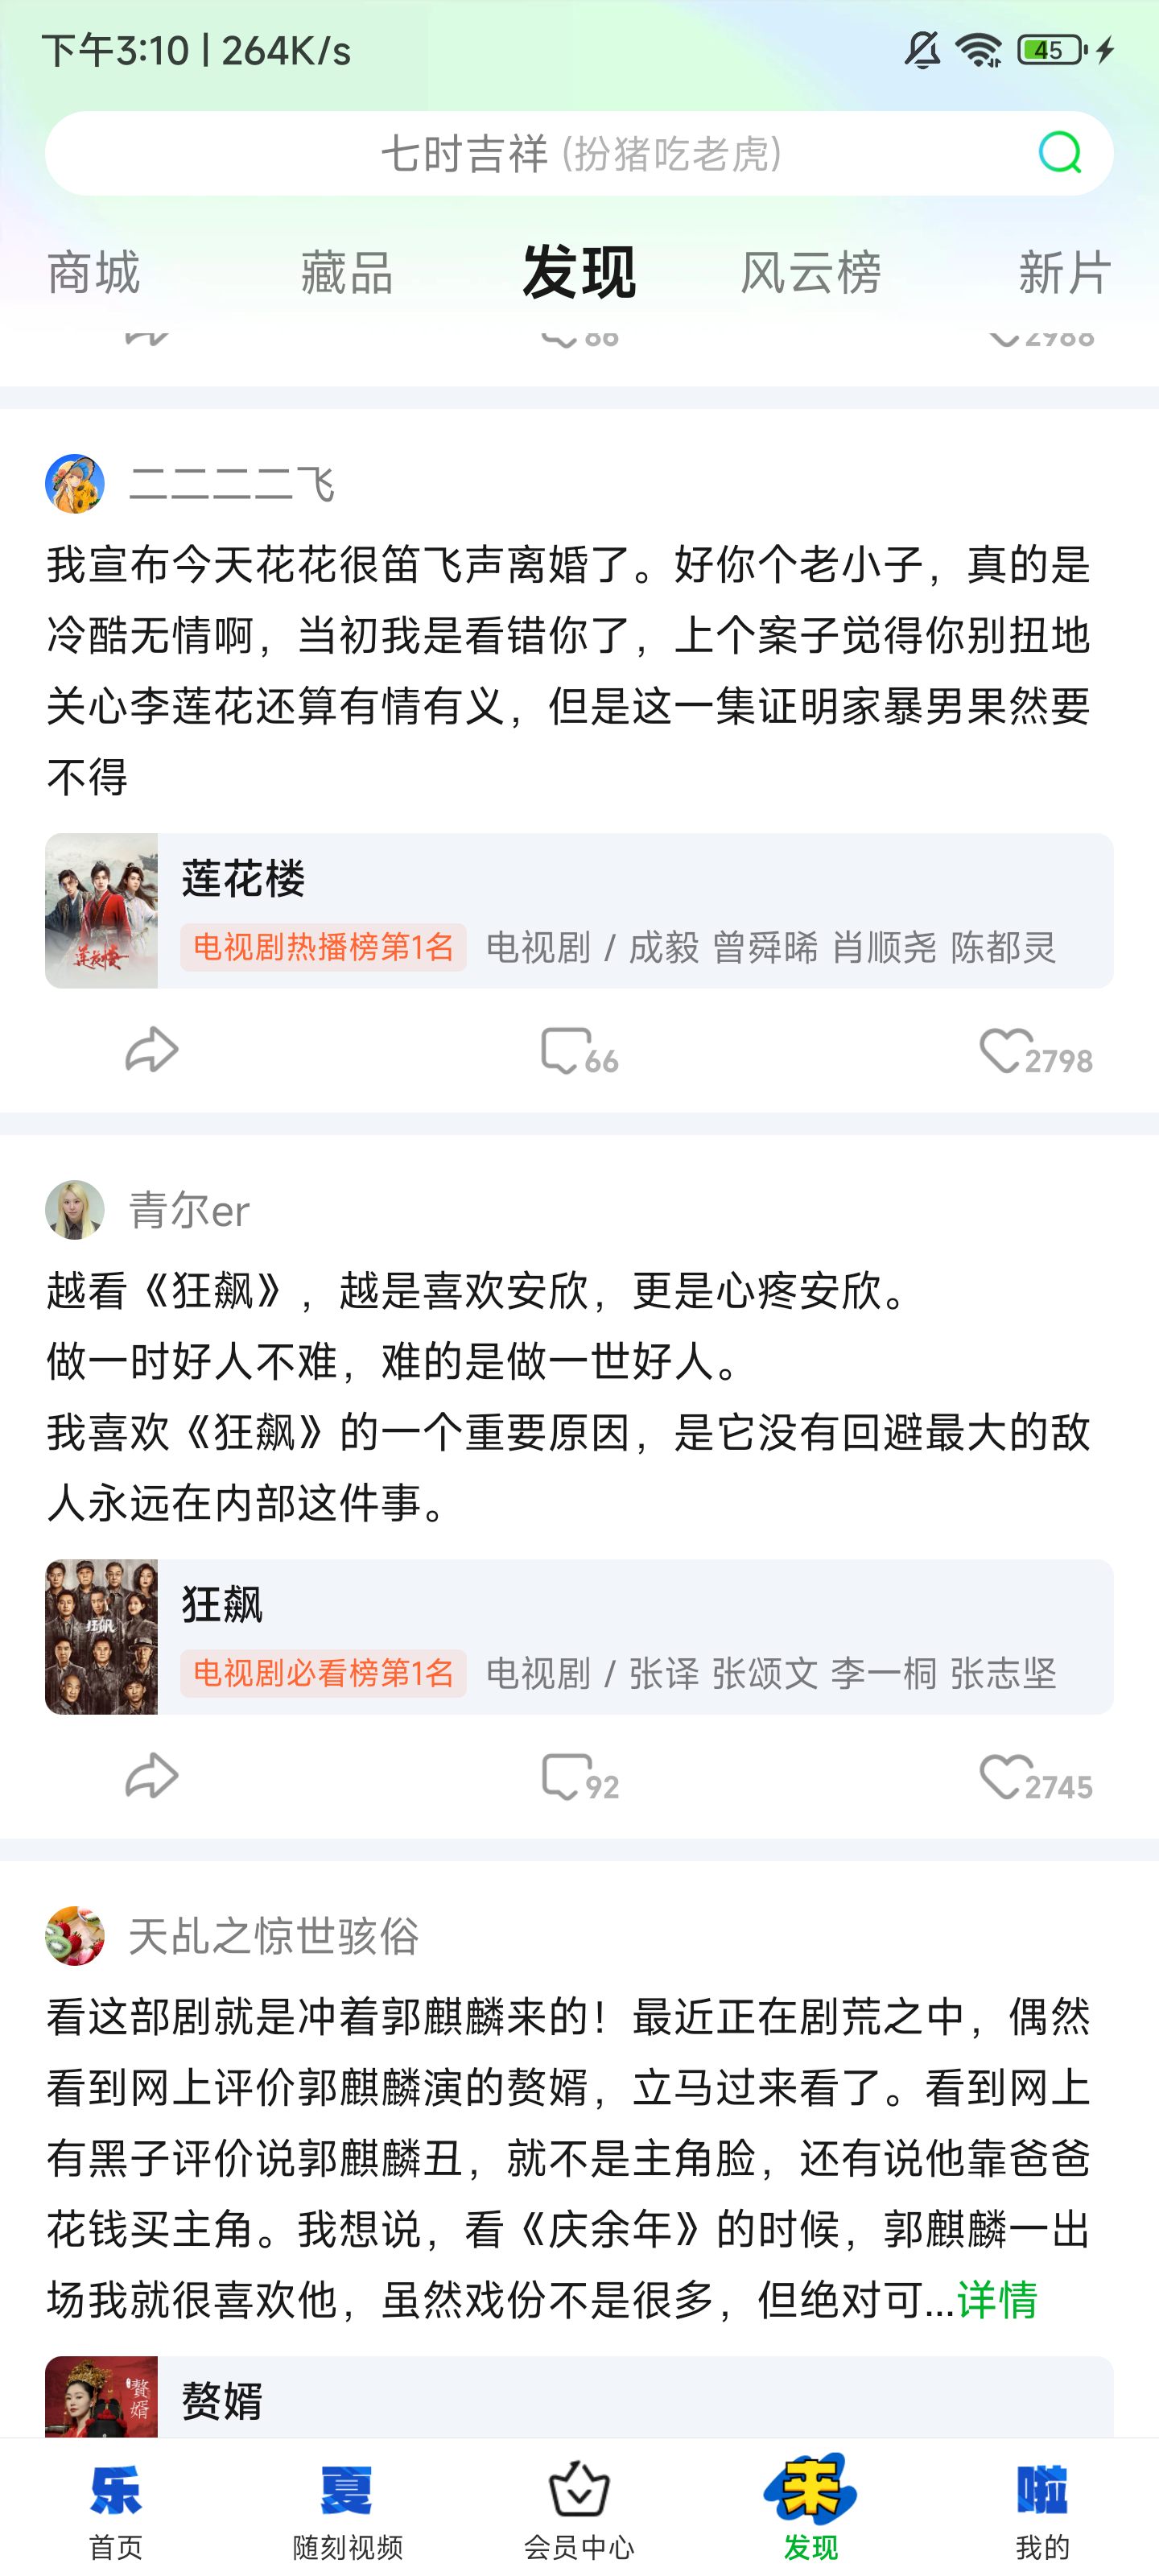 下午3:10 | 264K/s
45
七时吉祥 (扮猪吃老虎)
商城 藏品 发现 风云榜 新片
86 2988
二二二二飞
我宣布今天花花很笛飞声离婚了。好你个老小子，真的是
冷酷无情啊，当初我是看错你了，上个案子觉得你别扭地
关心李莲花还算有情有义，但是这一集证明家暴男果然要
不得
莲花楼
莲花楼
电视剧热播榜第1名 电视剧 / 成毅 曾舜晞 肖顺尧 陈都灵
66 2798
青尔er
越看《狂飙》，越是喜欢安欣，更是心疼安欣。
做一时好人不难，难的是做一世好人。
我喜欢《狂飙》的一个重要原因，是它没有回避最大的敌
人永远在内部这件事。
狂飙
狂飙
电视剧必看榜第1名 电视剧 / 张译 张颂文 李一桐 张志坚
92 2745
天乩之惊世骇俗
看这部剧就是冲着郭麒麟来的！最近正在剧荒之中，偶然
看到网上评价郭麒麟演的赘婿，立马过来看了。看到网上
有黑子评价说郭麒麟丑，就不是主角脸，还有说他靠爸爸
花钱买主角。我想说，看《庆余年》的时候，郭麒麟一出
场我就很喜欢他，虽然戏份不是很多，但绝对可...详情
赘婿
赘婿
乐 夏 来 啦
首页 随刻视频 会员中心 发现 我的